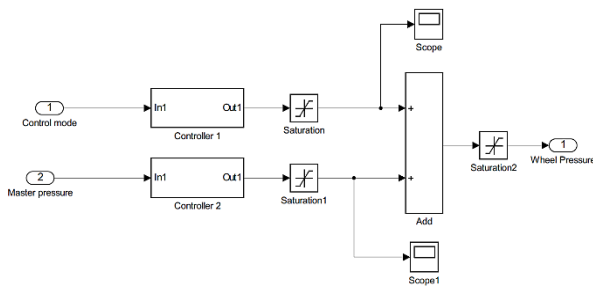 Scope
1
Control mode
In1 Out1
Controller 1
Saturation
+
2
Master pressure
In1 Out1
Controller 2
Saturation1
+
Add
Saturation2
1
Wheel Pressure
Scope1